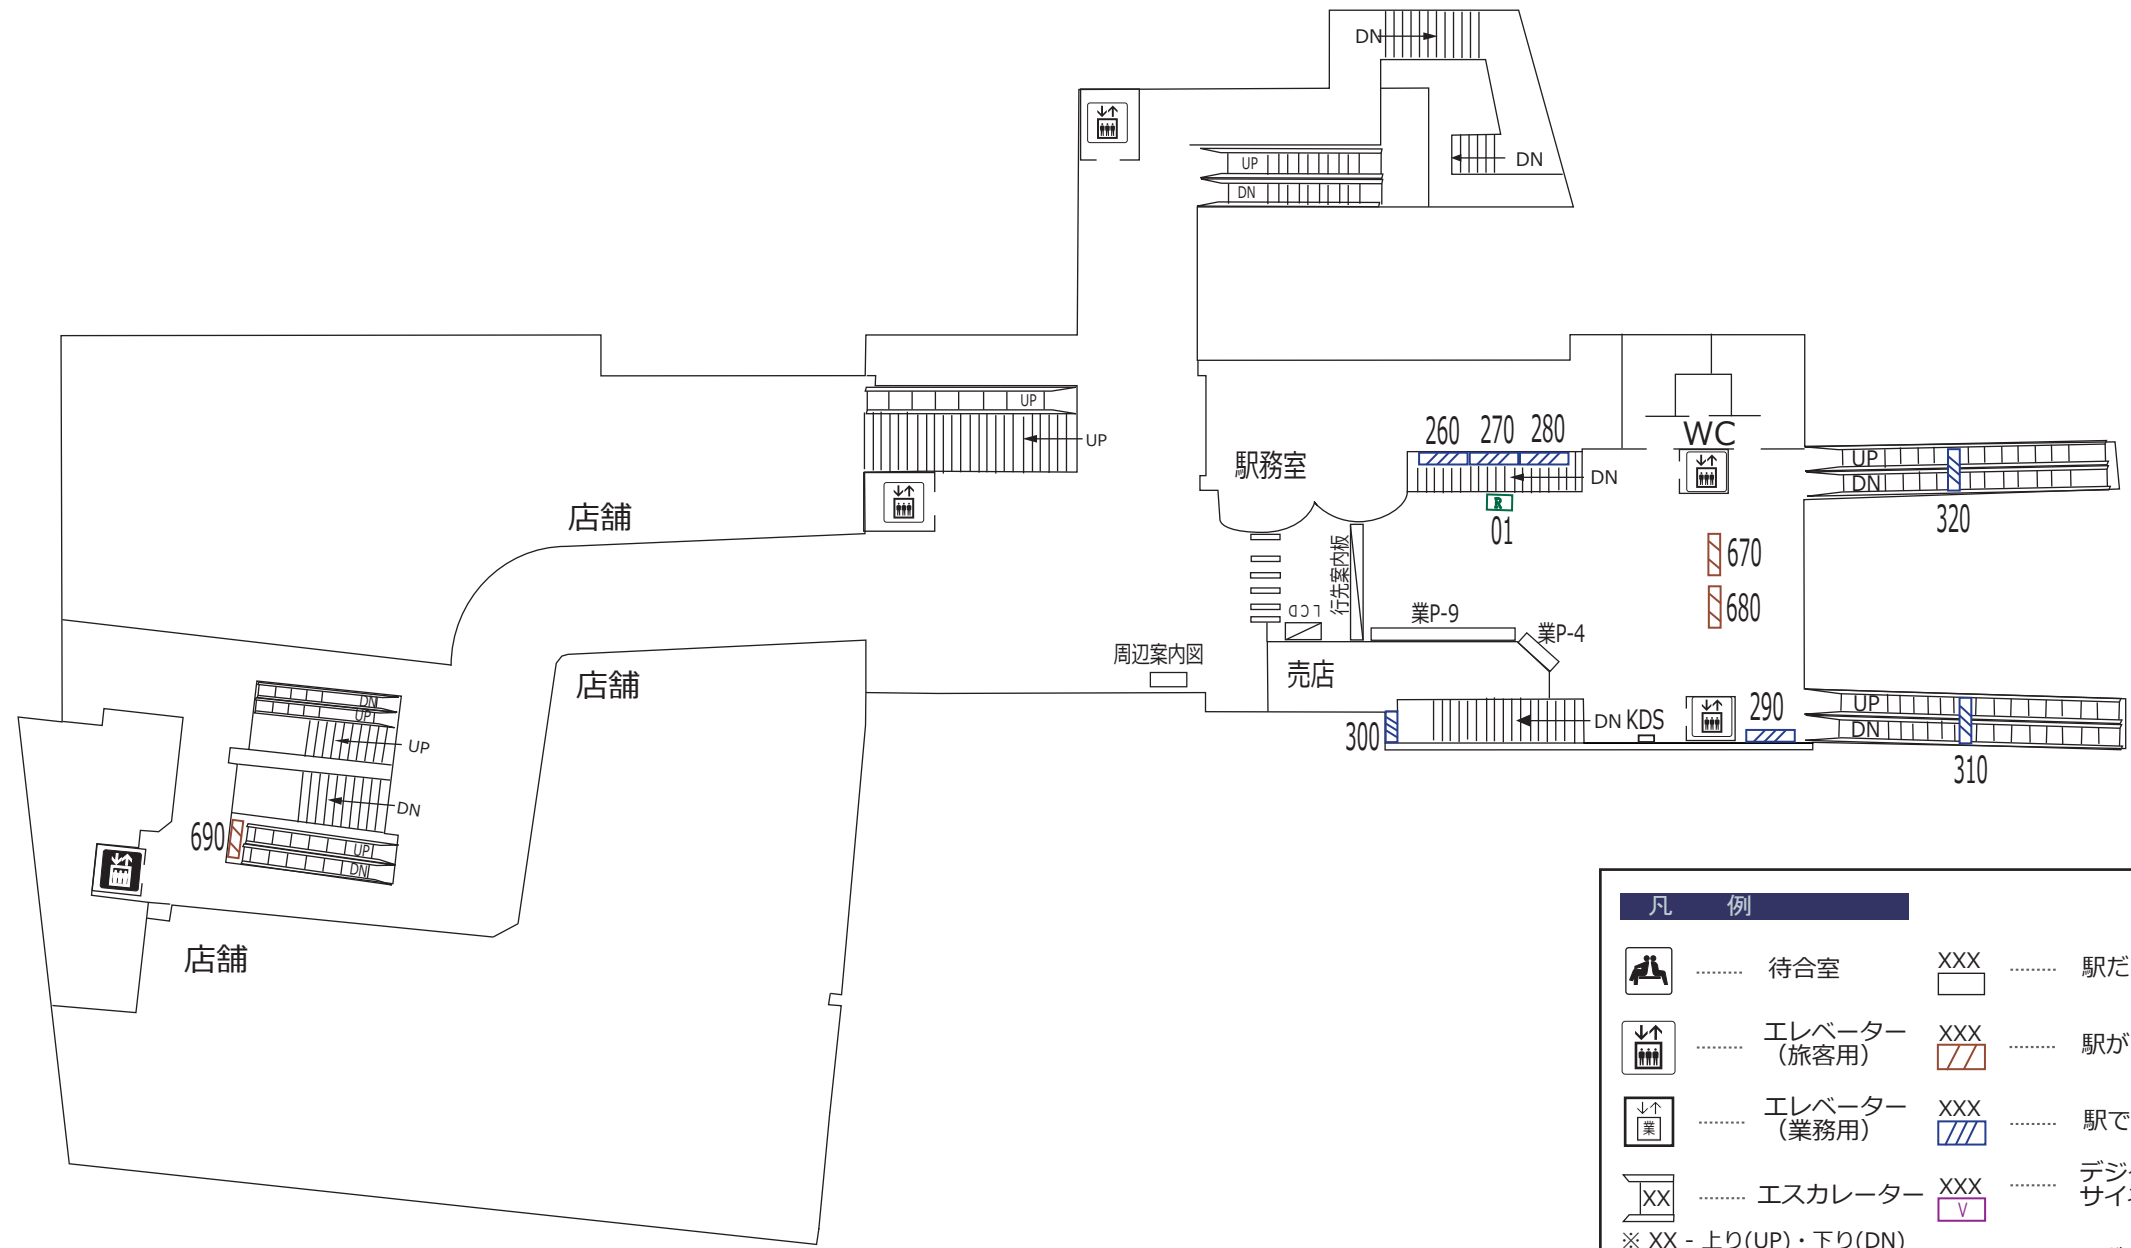 DN
DN
UP
DN
UP
UP
260
270
280
WC
駅務室
DN
UP
DN
320
店舗
R
01
行先案内板
670
680
LCD
業P-9
業P-4
周辺案内図
店舗
売店
DN
UP
UP
DN
UP
DN
690
300
DN
KDS
290
UP
DN
310
店舗
凡 例
待合室
XXX
駅だ
エレベーター
(旅客用)
XXX
駅が
エレベーター
(業務用)
業
XXX
駅で
XX
エスカレーター
XXX
V
デジ
サイ
※ XX - 上り(UP)・下り(DN)